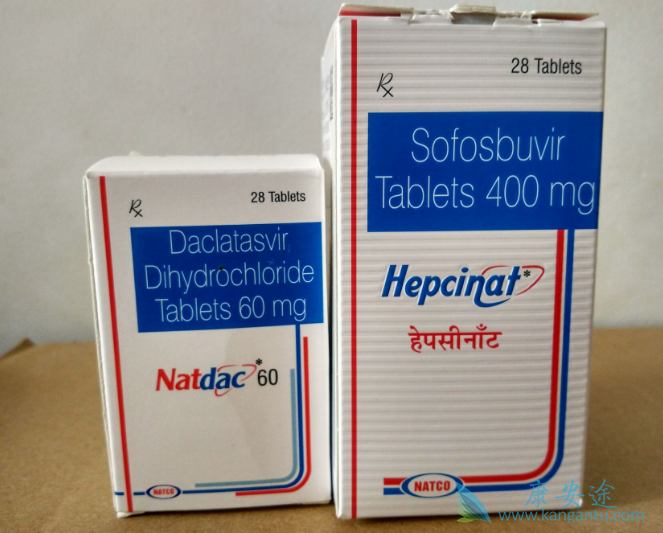 Rx
28 Tablets
Daclatasvir
Dihydrochloride
Tablets 60 mg
Natdac*60
NATCO
Rx
28 Tablets
Sofosbuvir
Tablets 400 mg
Hepcinat*
हेपसीनाँट
NATCO
康安途
www.kangantu.com